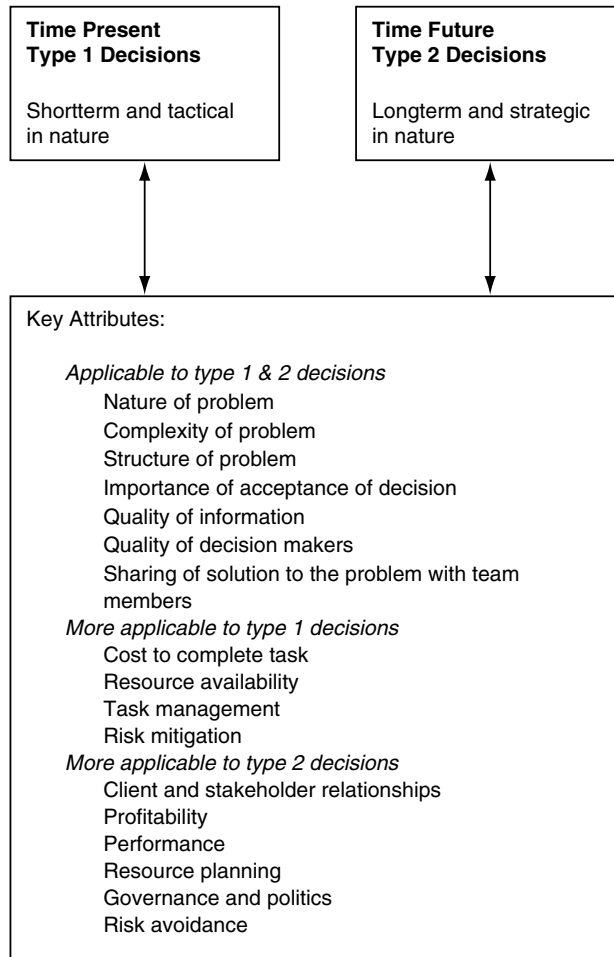 Time Present
Type 1 Decisions
Shortterm and tactical
in nature
Time Future
Type 2 Decisions
Longterm and strategic
in nature
Key Attributes:
Applicable to type 1 & 2 decisions
Nature of problem
Complexity of problem
Structure of problem
Importance of acceptance of decision
Quality of information
Quality of decision makers
Sharing of solution to the problem with team
members
More applicable to type 1 decisions
Cost to complete task
Resource availability
Task management
Risk mitigation
More applicable to type 2 decisions
Client and stakeholder relationships
Profitability
Performance
Resource planning
Governance and politics
Risk avoidance